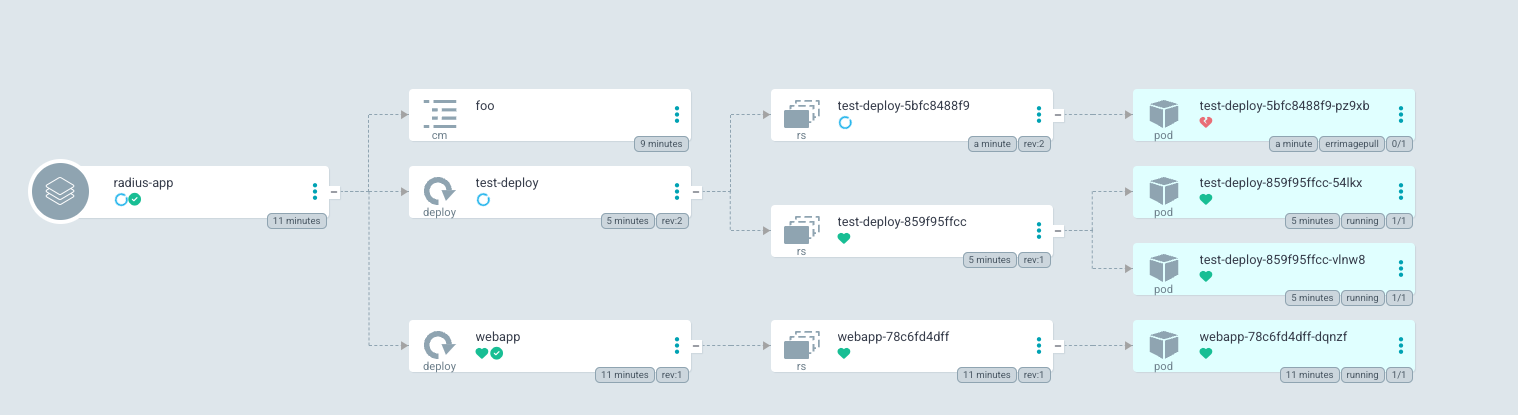 radius-app
11 minutes
foo
cm
9 minutes
test-deploy
deploy
5 minutes rev:2
webapp
deploy
11 minutes rev:1
test-deploy-5bfc8488f9
rs
a minute rev:2
test-deploy-859f95ffcc
rs
5 minutes rev:1
webapp-78c6fd4dff
rs
11 minutes rev:1
test-deploy-5bfc8488f9-pz9xb
pod
a minute errimagepull 0/1
test-deploy-859f95ffcc-54lkx
pod
5 minutes running 1/1
test-deploy-859f95ffcc-vlnw8
pod
5 minutes running 1/1
webapp-78c6fd4dff-dqnzf
pod
11 minutes running 1/1